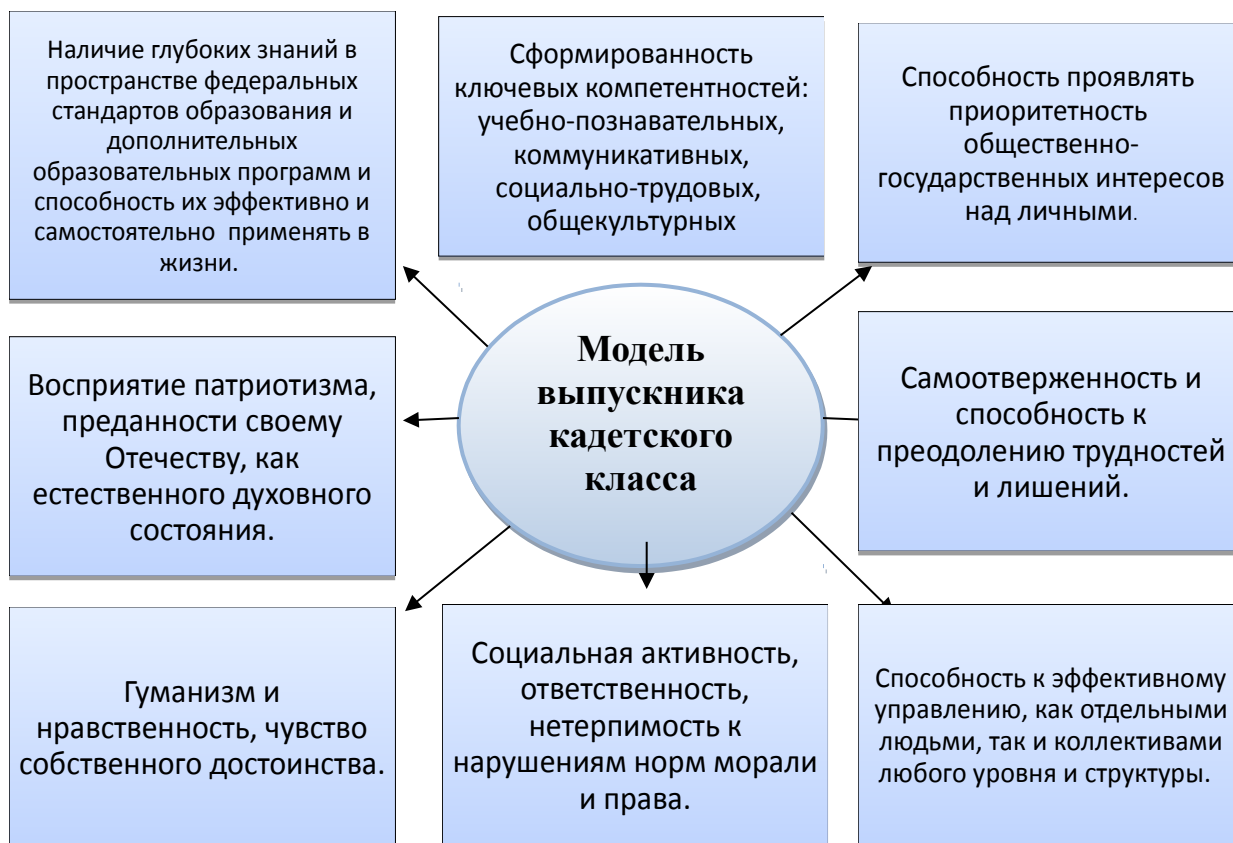 Наличие глубоких знаний в
пространстве федеральных
стандартов образования и
дополнительных
образовательных программ и
способность их эффективно и
самостоятельно применять в
жизни.
Сформированность
ключевых компетентностей:
учебно-познавательных,
коммуникативных,
социально-трудовых,
общекультурных
Способность проявлять
приоритетность
общественно-
государственных интересов
над личными.
Восприятие патриотизма,
преданности своему
Отечеству, как
естественного духовного
состояния.
Модель
выпускника
кадетского
класса
Самоотверженность и
способность к
преодолению трудностей
и лишений.
Гуманизм и
нравственность, чувство
собственного достоинства.
Социальная активность,
ответственность,
нетерпимость к
нарушениям норм морали
и права.
Способность к эффективному
управлению, как отдельными
людьми, так и коллективами
любого уровня и структуры.